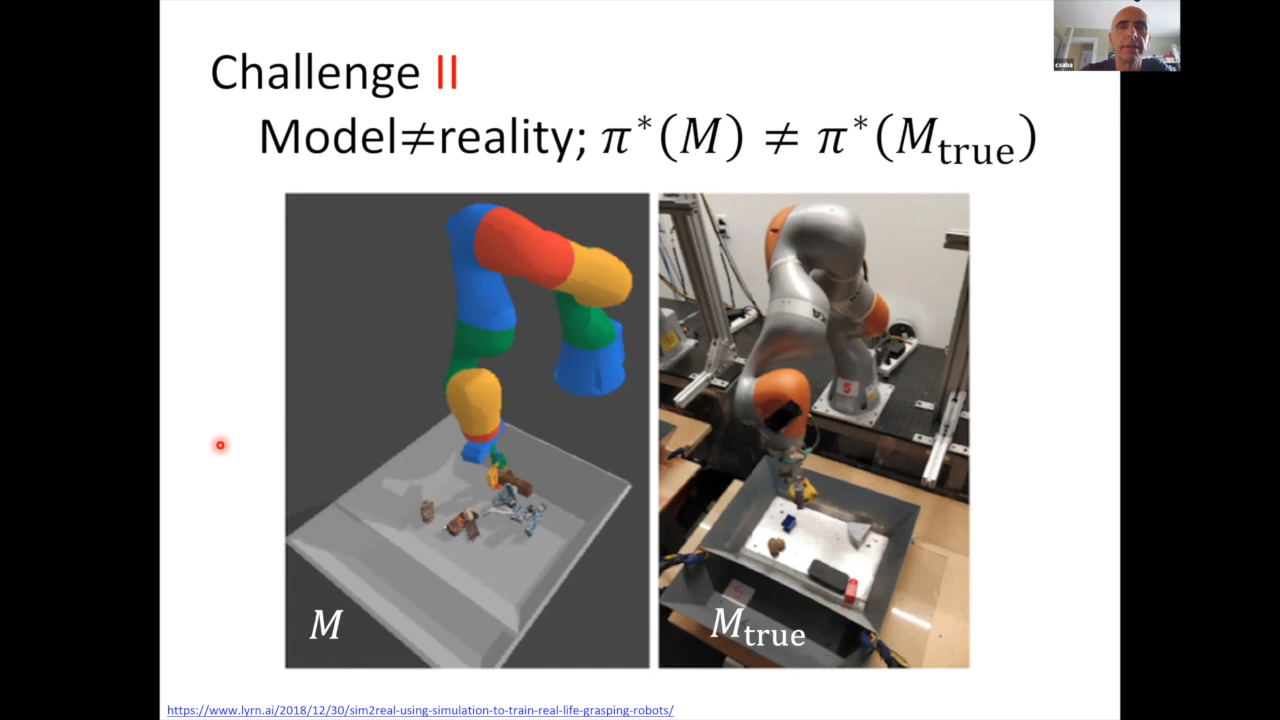 Challenge II
Model≠reality; π*(M) ≠ π*(M_true)
csaba
M
M_true
5
https://www.lyrn.ai/2018/12/30/sim2real-using-simulation-to-train-real-life-grasping-robots/